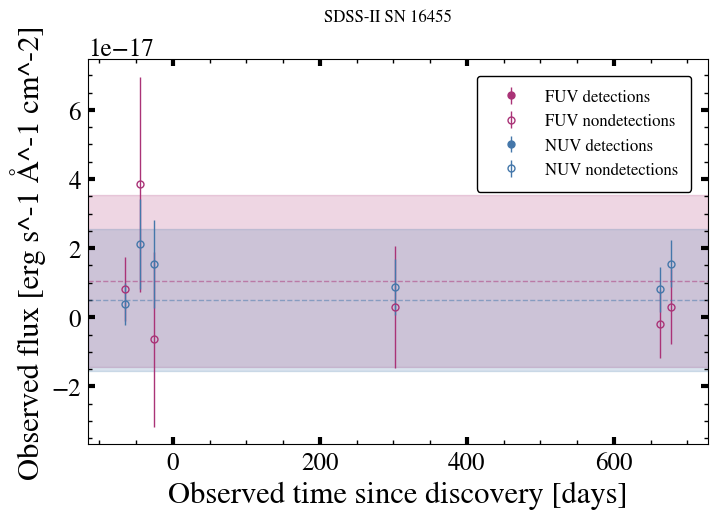 SDSS-II SN 16455
1e−17
FUV detections
FUV nondetections
NUV detections
NUV nondetections
6
4
2
0
−2
Observed flux [erg s^-1 Å^-1 cm^-2]
0 200 400 600
Observed time since discovery [days]